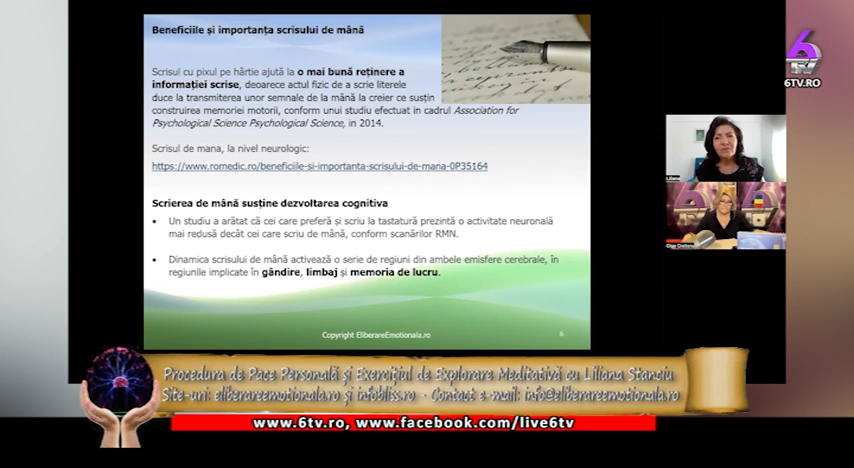 Beneficiile și importanța scrisului de mână
Scrisul cu pixul pe hârtie ajută la o mai bună reținere a
informației scrise, deoarece actul fizic de a scrie literele
duce la transmiterea unor semnale de la mână la creier ce susțin
construirea memoriei motorii, conform unui studiu efectuat in cadrul Association for
Psychological Science Psychological Science, in 2014.
Scrisul de mana, la nivel neurologic:
https://www.romedic.ro/beneficiile-si-importanta-scrisului-de-mana-0P35164
Scrierea de mână susține dezvoltarea cognitiva
• Un studiu a arătat că cei care preferă și scriu la tastatură prezintă o activitate neuronală
mai redusă decât cei care scriu de mână, conform scanărilor RMN.
• Dinamica scrisului de mână activează o serie de regiuni din ambele emisfere cerebrale, în
regiunile implicate în gândire, limbaj și memoria de lucru.
Copyright EliberareEmotionala.ro
6
6
TV
6TV.RO
Liliana
Procedura de Pace Personală și Exercițiul de Explorare Meditativă cu Liliana Stanciu
Site-uri: eliberareemotionala.ro și infobliss.ro - Contact e-mail: info@eliberareemotionala.ro
www.6tv.ro, www.facebook.com/live6tv